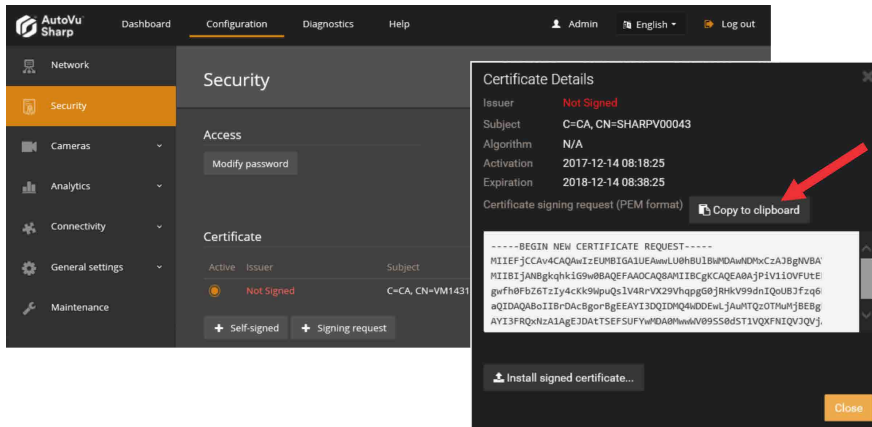 AutoVu Sharp
Dashboard
Configuration
Diagnostics
Help
Admin
English
Log out
Network
Security
Cameras
Analytics
Connectivity
General settings
Maintenance
Security
Access
Modify password
Certificate
Active Issuer Subject
Not Signed C=CA, CN=VM1431
+ Self-signed + Signing request
Certificate Details
Issuer Not Signed
Subject C=CA, CN=SHARPV00043
Algorithm N/A
Activation 2017-12-14 08:18:25
Expiration 2018-12-14 08:38:25
Certificate signing request (PEM format) Copy to clipboard
-----BEGIN NEW CERTIFICATE REQUEST-----
Install signed certificate...
Close